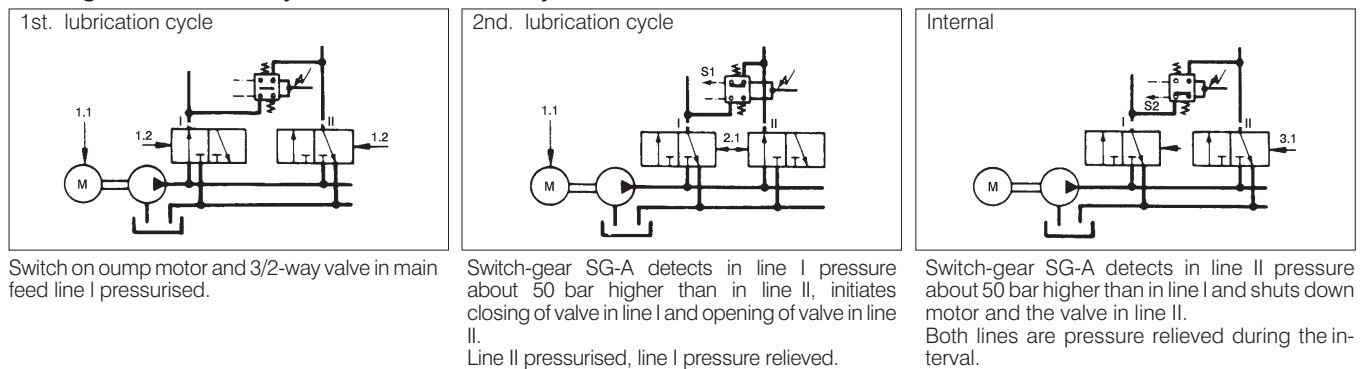 1st. lubrication cycle
1.1
1.2
I
II
1.2
M
Switch on oump motor and 3/2-way valve in main
feed line I pressurised.
2nd. lubrication cycle
S1
1.1
I
2.1
II
M
Switch-gear SG-A detects in line I pressure
about 50 bar higher than in line II, initiates
closing of valve in line I and opening of valve in line
II.
Line II pressurised, line I pressure relieved.
Internal
S2
I
II
3.1
M
Switch-gear SG-A detects in line II pressure
about 50 bar higher than in line I and shuts down
motor and the valve in line II.
Both lines are pressure relieved during the in-
terval.